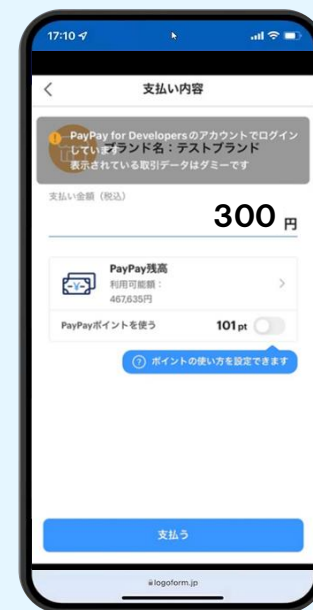 17:10
支払い内容
PayPay for Developersのアカウントでログイン
しています
ブランド名：テストブランド
表示されている取引データはダミーです
支払い金額（税込）
300 円
PayPay残高
利用可能額：
467,635円
PayPayポイントを使う 101 pt
ポイントの使い方を設定できます
支払う
logoform.jp